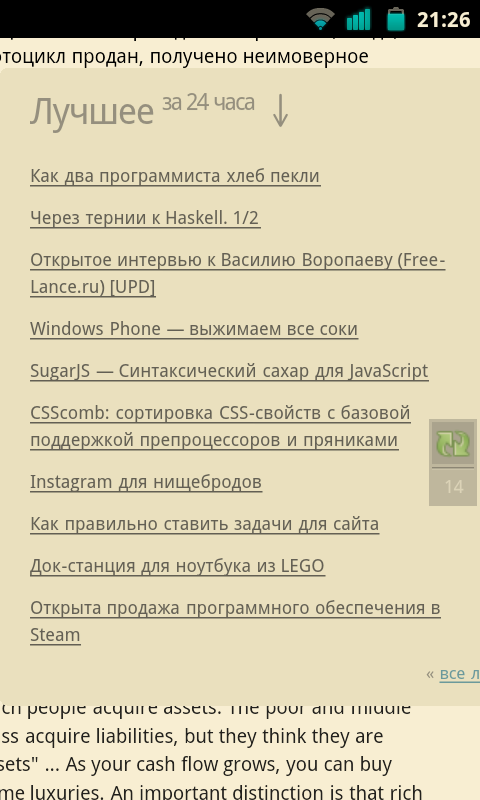 21:26
отоцикл продан, получено неимоверное
Лучшее за 24 часа ↓
Как два программиста хлеб пекли
Через тернии к Haskell. 1/2
Открытое интервью к Василию Воропаеву (Free-
Lance.ru) [UPD]
Windows Phone — выжимаем все соки
SugarJS — Синтаксический сахар для JavaScript
CSScomb: сортировка CSS-свойств с базовой
поддержкой препроцессоров и пряниками
Instagram для нищебродов
14
Как правильно ставить задачи для сайта
Док-станция для ноутбука из LEGO
Открыта продажа программного обеспечения в
Steam
« все л
ch people acquire assets. The poor and middle
ss acquire liabilities, but they think they are
sets" ... As your cash flow grows, you can buy
me luxuries. An important distinction is that rich